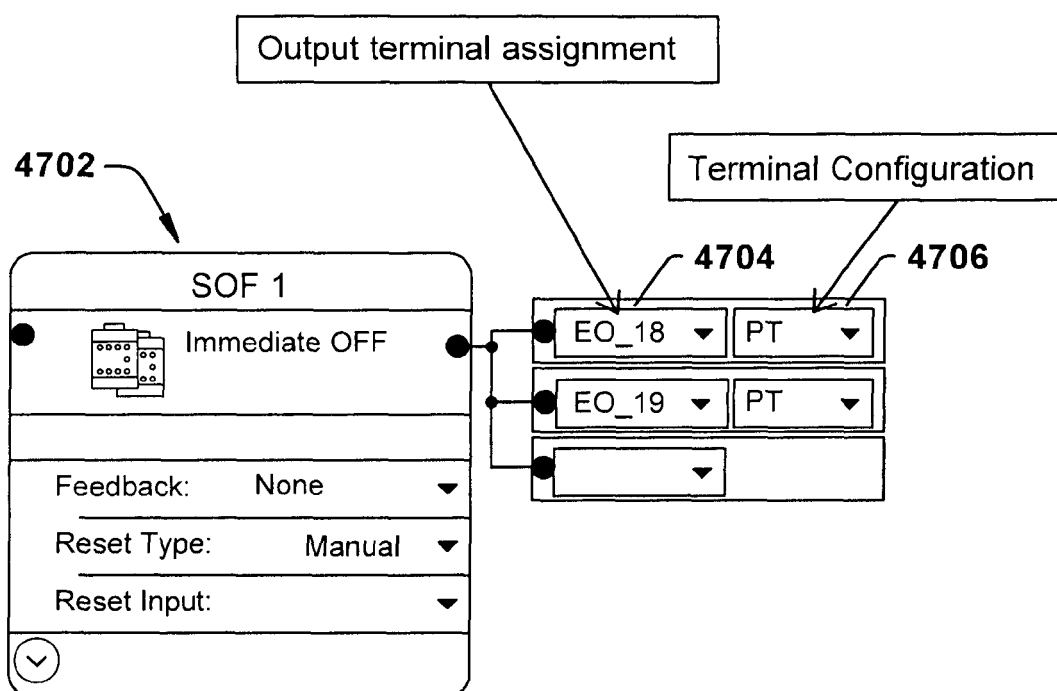 Output terminal assignment
Terminal Configuration
4702
4704
4706
SOF 1
Immediate OFF
EO_18 PT
EO_19 PT
Feedback: None
Reset Type: Manual
Reset Input: